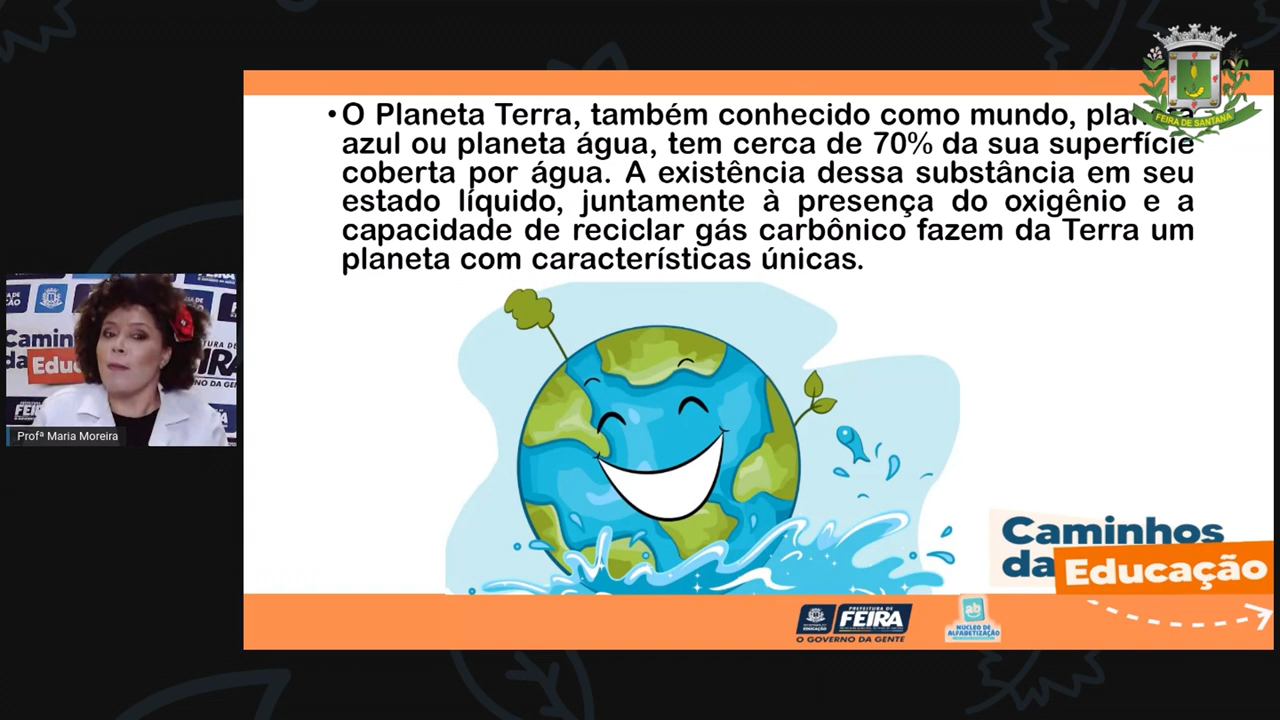 •O Planeta Terra, também conhecido como mundo,
azul ou planeta água, tem cerca de 70% da sua superfície
coberta por água. A existência dessa substância em seu
estado líquido, juntamente à presença do oxigênio e a
capacidade de reciclar gás carbônico fazem da Terra um
planeta com características únicas.
FEIRA DE SANTANA
Profª Maria Moreira
Caminhos
da Educação
PREFEITURA DE
FEIRA
EDUCAÇÃO
O GOVERNO DA GENTE
NÚCLEO DE
ALFABETIZAÇÃO